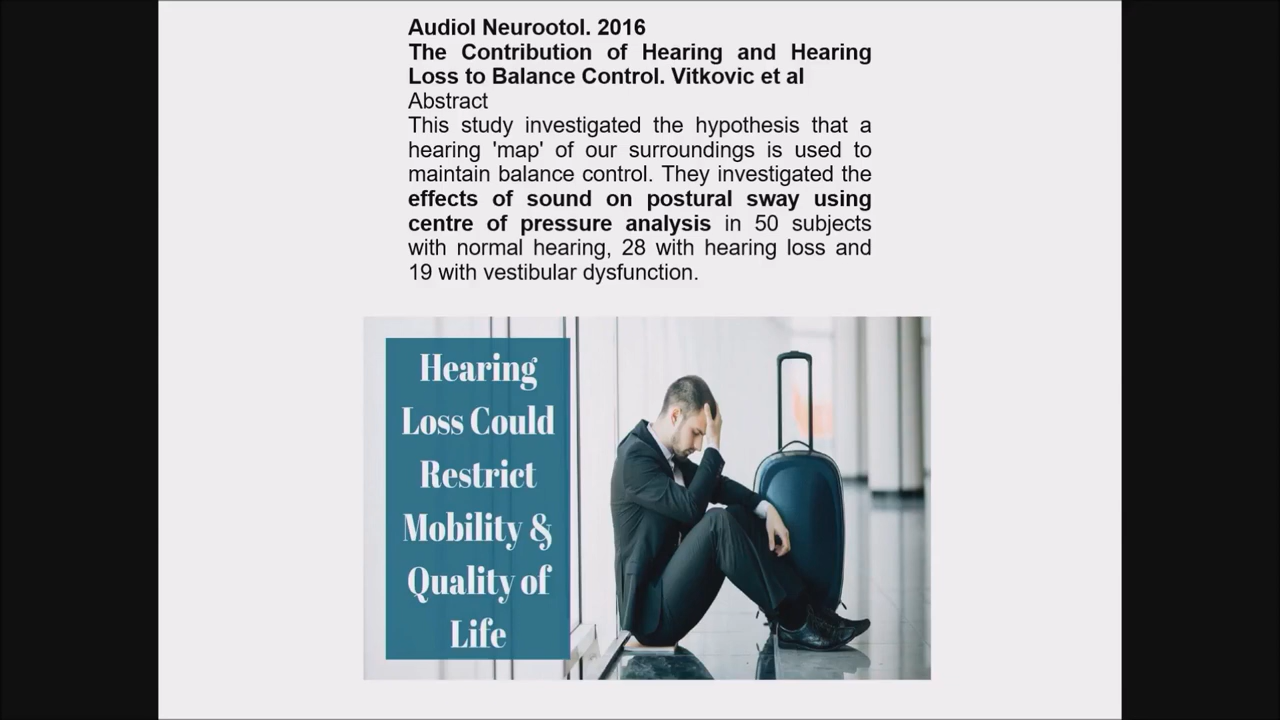 Audiol Neurootol. 2016
The Contribution of Hearing and Hearing
Loss to Balance Control. Vitkovic et al
Abstract
This study investigated the hypothesis that a
hearing 'map' of our surroundings is used to
maintain balance control. They investigated the
effects of sound on postural sway using
centre of pressure analysis in 50 subjects
with normal hearing, 28 with hearing loss and
19 with vestibular dysfunction.
Hearing
Loss Could
Restrict
Mobility &
Quality of
Life